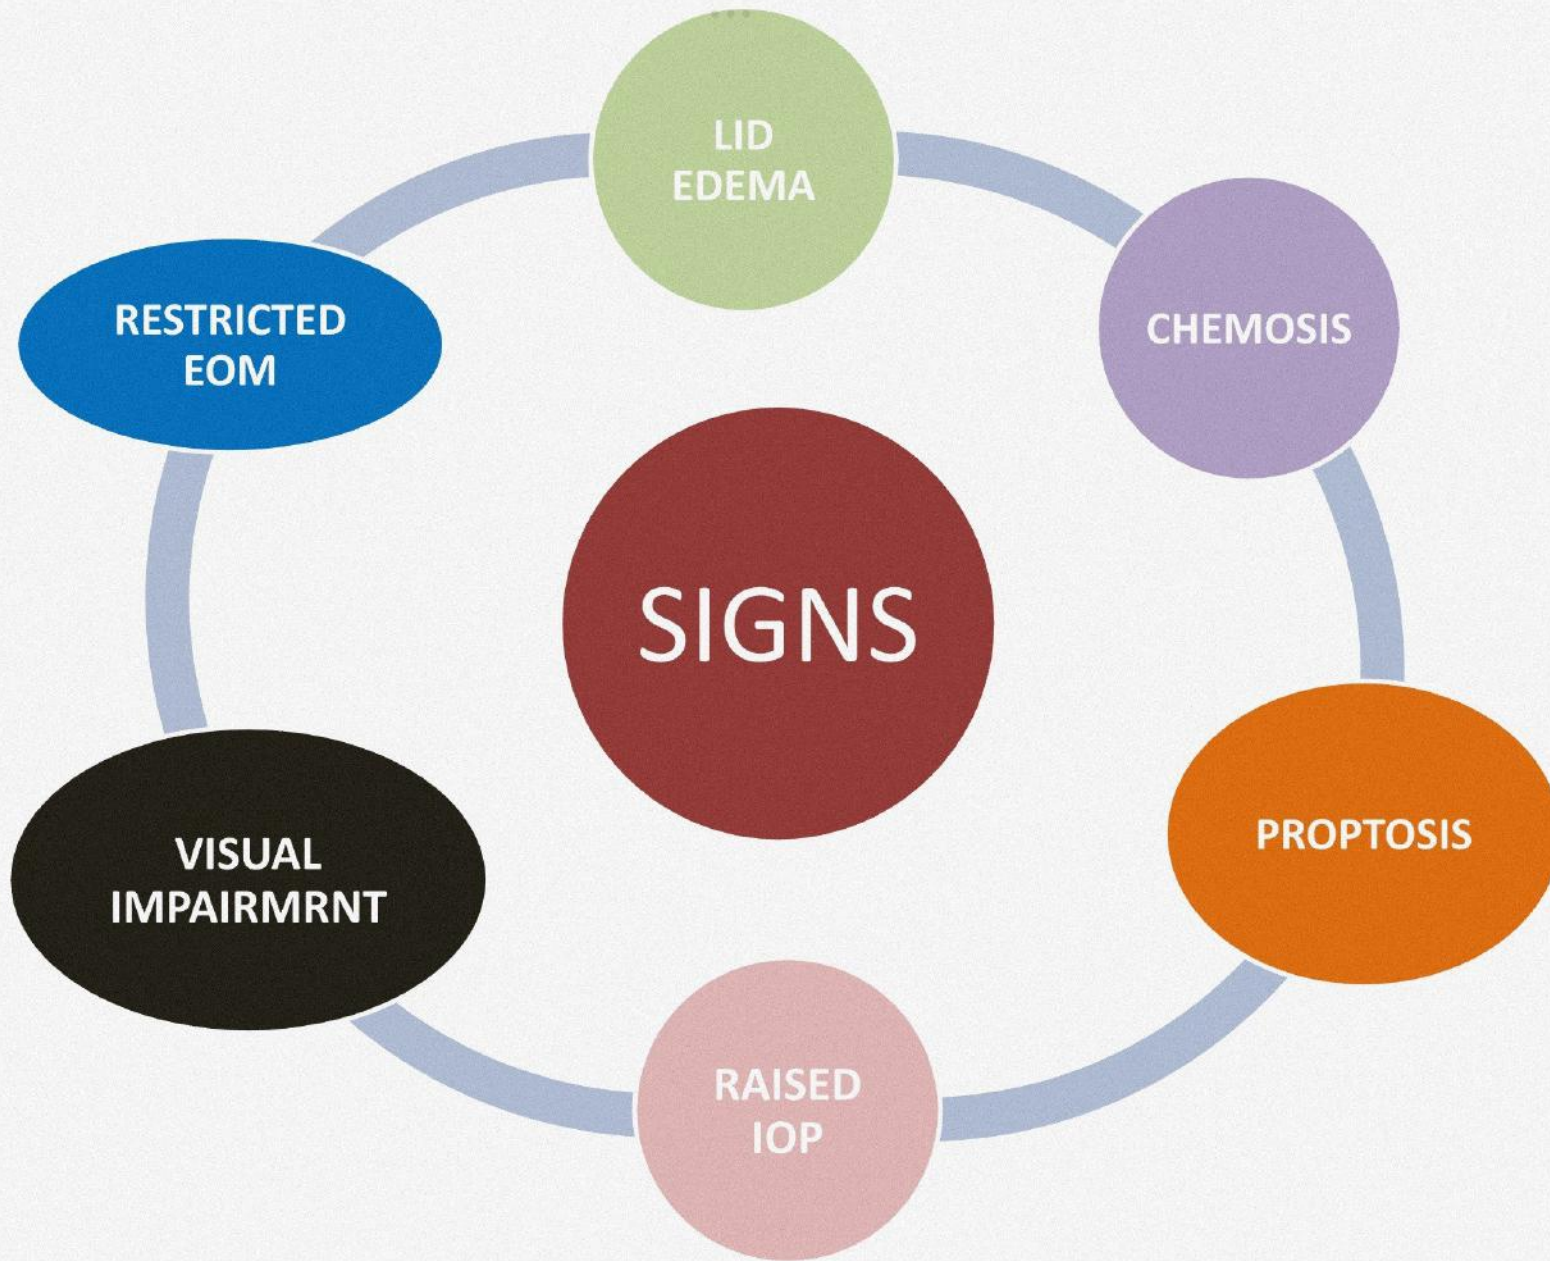 LID
EDEMA
CHEMOSIS
RESTRICTED
EOM
SIGNS
PROPTOSIS
VISUAL
IMPAIRMRNT
RAISED
IOP